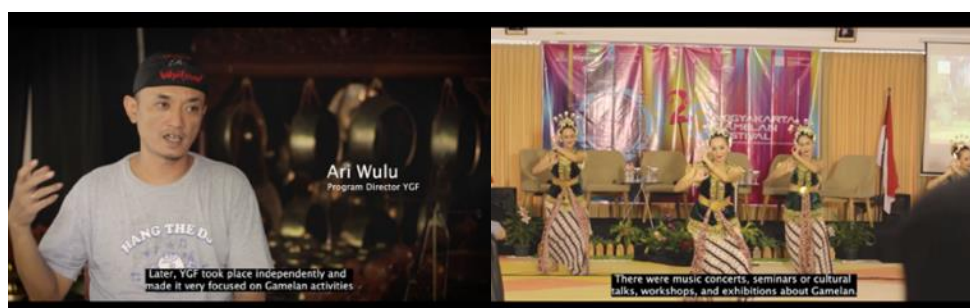 Ari Wulu
Program Director YGF
HANG THE DJ
Later, YGF took place independently and
made it very focused on Gamelan activities
YOGYAKARTA
GAMELAN
FESTIVAL
There were music concerts, seminars or cultural
talks, workshops, and exhibitions about Gamelan.